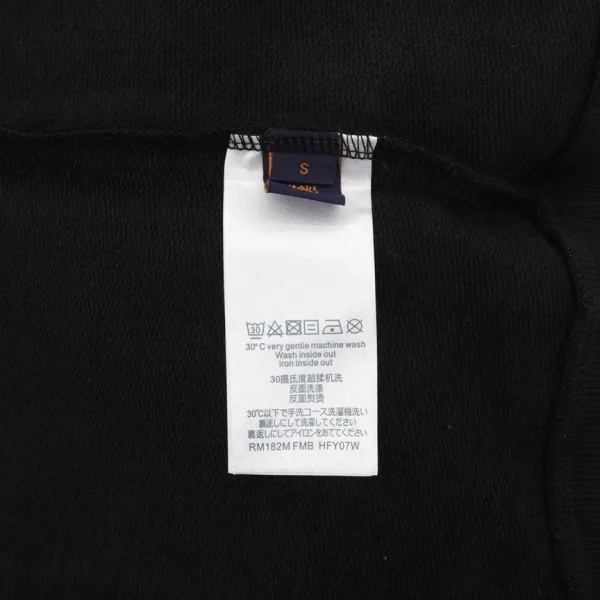 S
30
30°C very gentle machine wash
Wash inside out
Iron inside out
30攝氏度超揉机洗
反面洗涤
反面熨烫
30℃以下で手洗コース洗濯機洗い
裏返しにして洗濯してください
裏返しにしてアイロンをあててください
RM182M FMB HFY07W